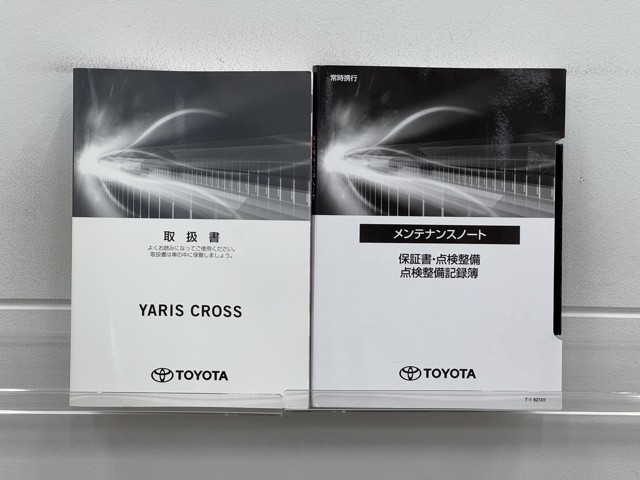 取扱書
よくお読みになってご使用ください。
取扱書は車の中に保管しましょう。
YARIS CROSS
TOYOTA
常時携行
メンテナンスノート
保証書・点検整備
点検整備記録簿
TOYOTA
T-1 62101